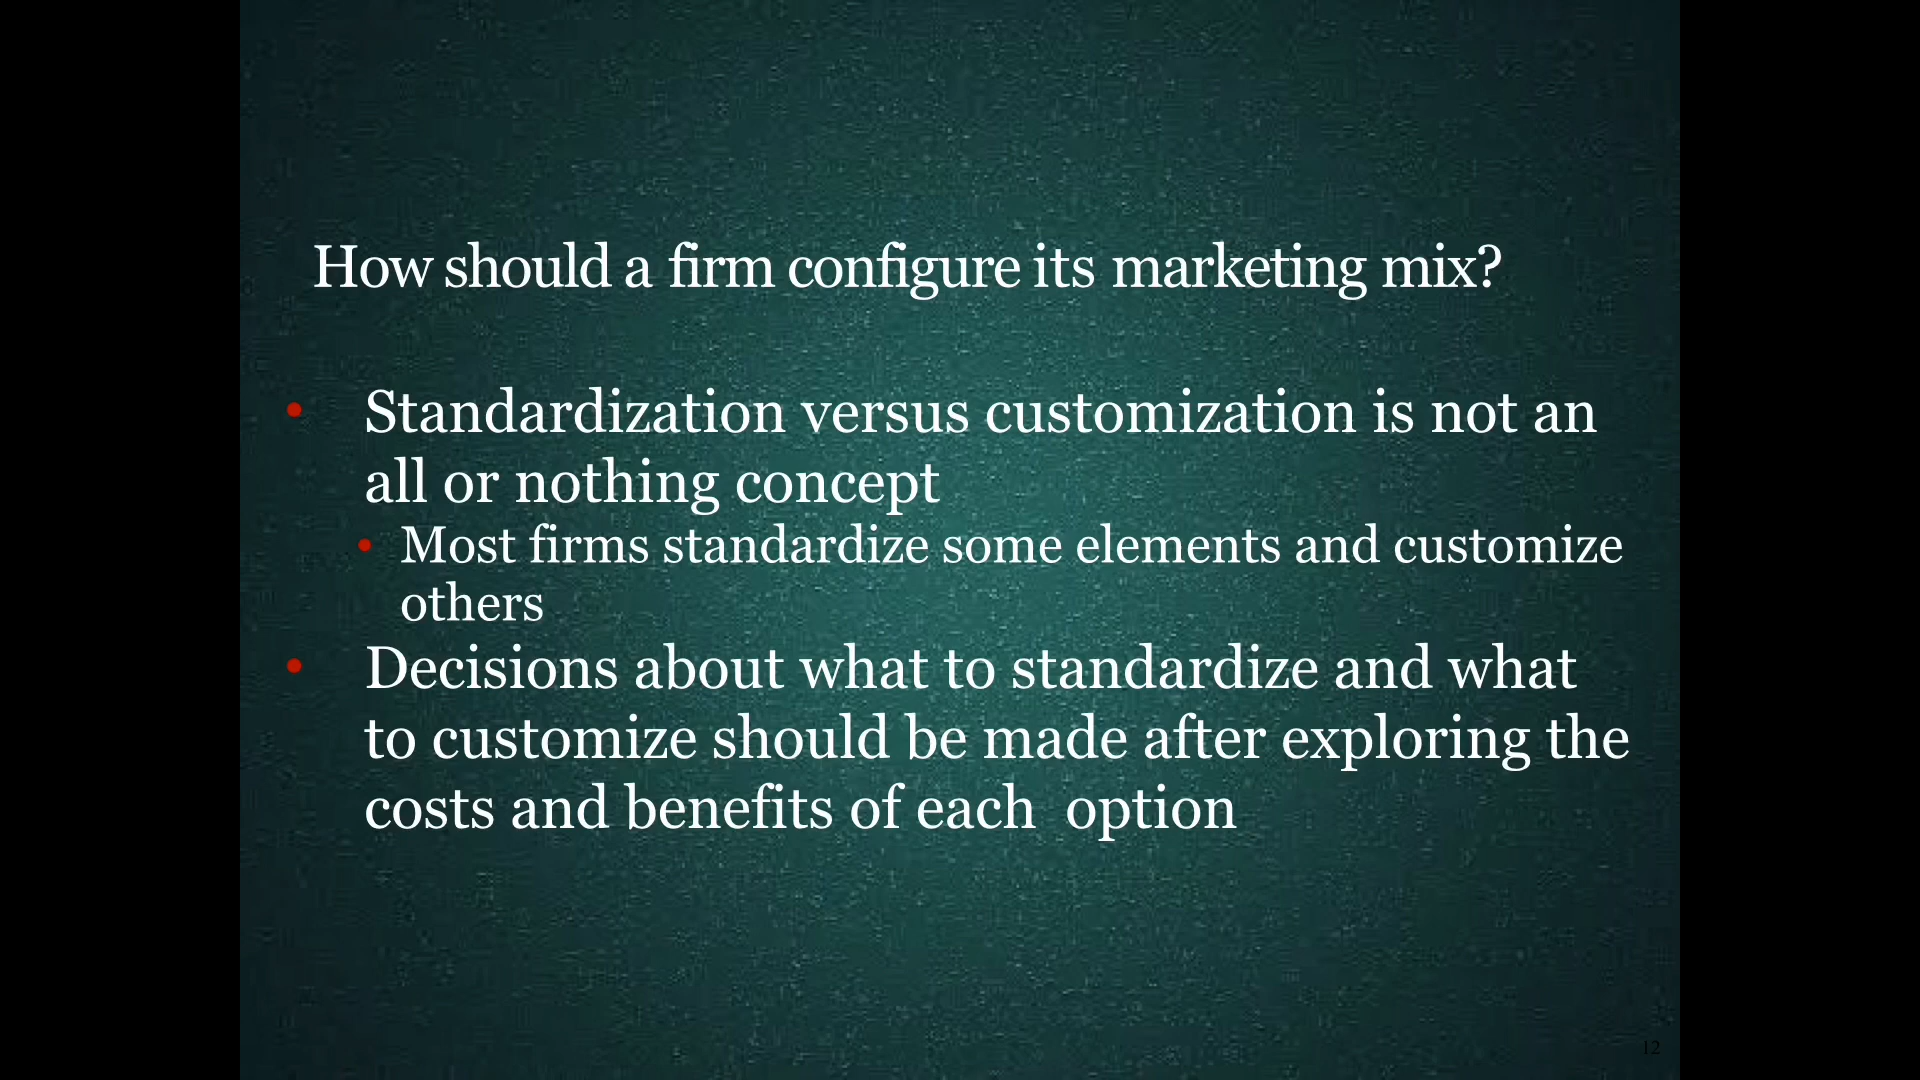 How should a firm configure its marketing mix?
• Standardization versus customization is not an
all or nothing concept
• Most firms standardize some elements and customize
others
• Decisions about what to standardize and what
to customize should be made after exploring the
costs and benefits of each  option
12